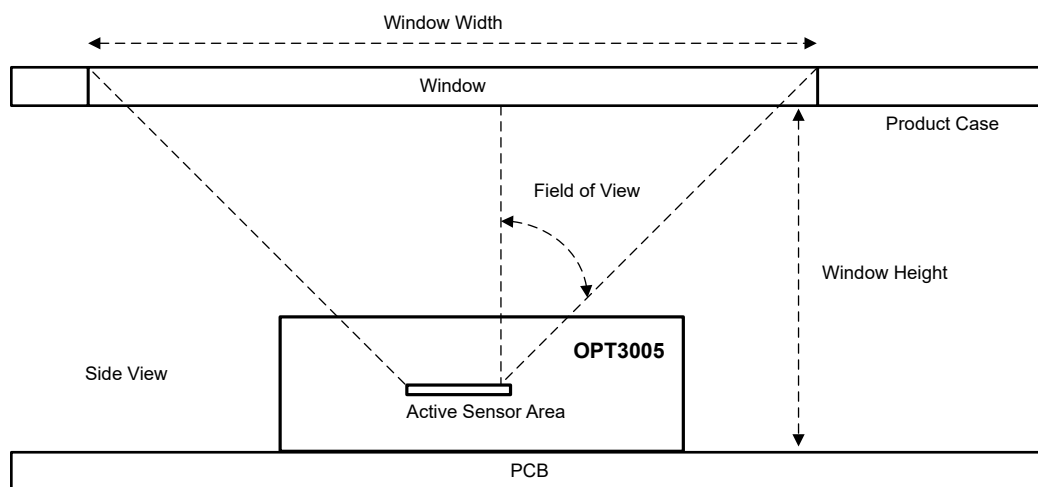 Window Width
Window
Product Case
Field of View
Window Height
OPT3005
Side View
Active Sensor Area
PCB